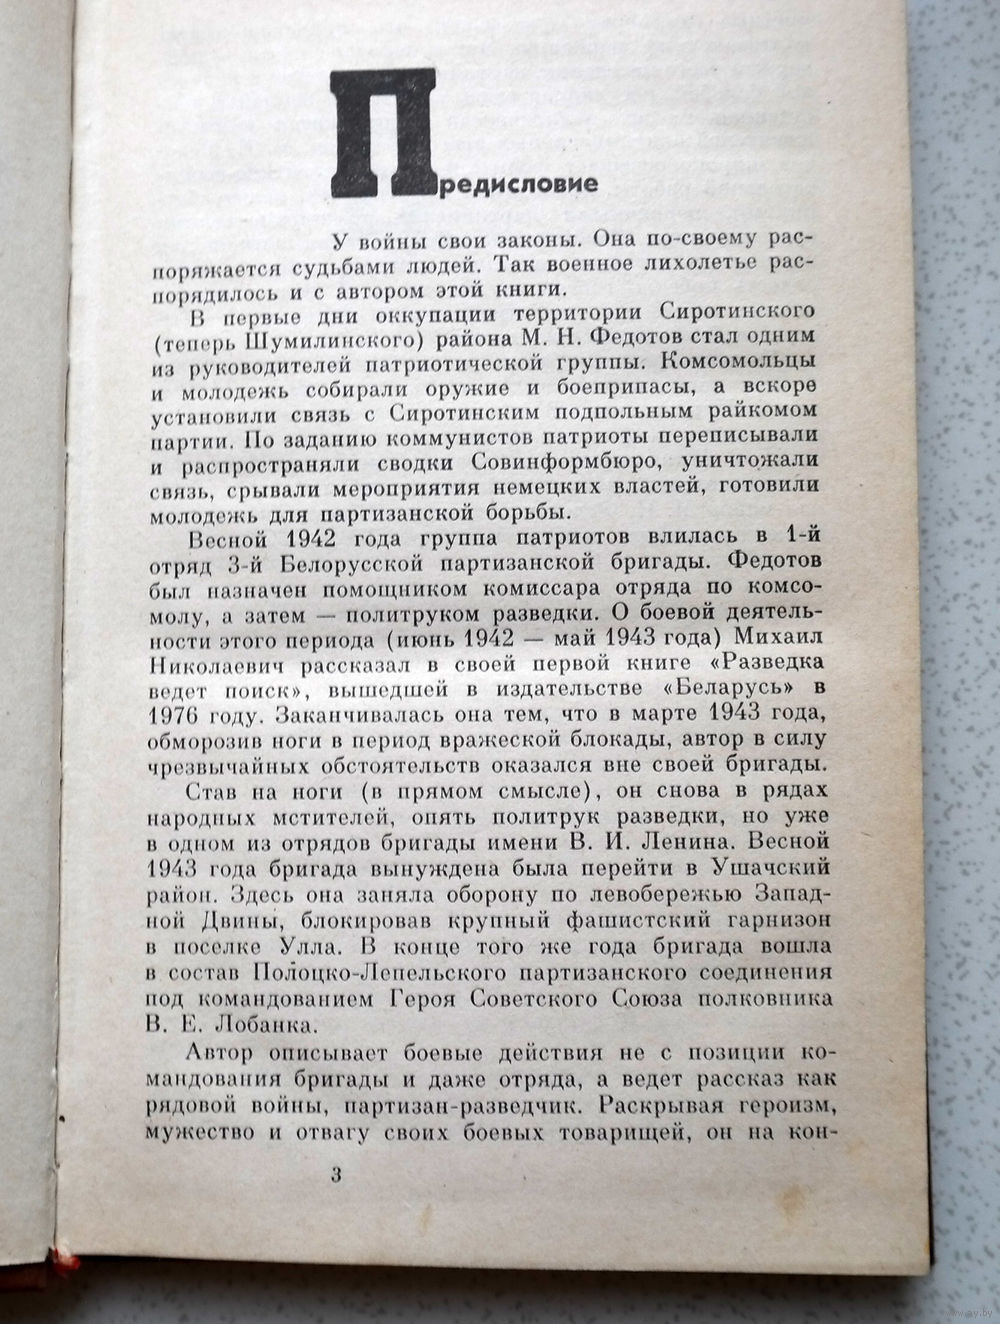 Предисловие
У войны свои законы. Она по-своему рас-
поряжается судьбами людей. Так военное лихолетье рас-
порядилось и с автором этой книги.
В первые дни оккупации территории Сиротинского
(теперь Шумилинского) района М. Н. Федотов стал одним
из руководителей патриотической группы. Комсомольцы
и молодежь собирали оружие и боеприпасы, а вскоре
установили связь с Сиротинским подпольным райкомом
партии. По заданию коммунистов патриоты переписывали
и распространяли сводки Совинформбюро, уничтожали
связь, срывали мероприятия немецких властей, готовили
молодежь для партизанской борьбы.
Весной 1942 года группа патриотов влилась в 1-й
отряд 3-й Белорусской партизанской бригады. Федотов
был назначен помощником комиссара отряда по комсо-
молу, а затем — политруком разведки. О боевой деятель-
ности этого периода (июнь 1942 — май 1943 года) Михаил
Николаевич рассказал в своей первой книге «Разведка
ведет поиск», вышедшей в издательстве «Беларусь» в
1976 году. Заканчивалась она тем, что в марте 1943 года,
обморозив ноги в период вражеской блокады, автор в силу
чрезвычайных обстоятельств оказался вне своей бригады.
Став на ноги (в прямом смысле), он снова в рядах
народных мстителей, опять политрук разведки, но уже
в одном из отрядов бригады имени В. И. Ленина. Весной
1943 года бригада вынуждена была перейти в Ушачский
район. Здесь она заняла оборону по левобережью Запад-
ной Двины, блокировав крупный фашистский гарнизон
в поселке Улла. В конце того же года бригада вошла
в состав Полоцко-Лепельского партизанского соединения
под командованием Героя Советского Союза полковника
В. Е. Лобанка.
Автор описывает боевые действия не с позиции ко-
мандования бригады и даже отряда, а ведет рассказ как
рядовой войны, партизан-разведчик. Раскрывая героизм,
мужество и отвагу своих боевых товарищей, он на кон-
3
www.ay.by